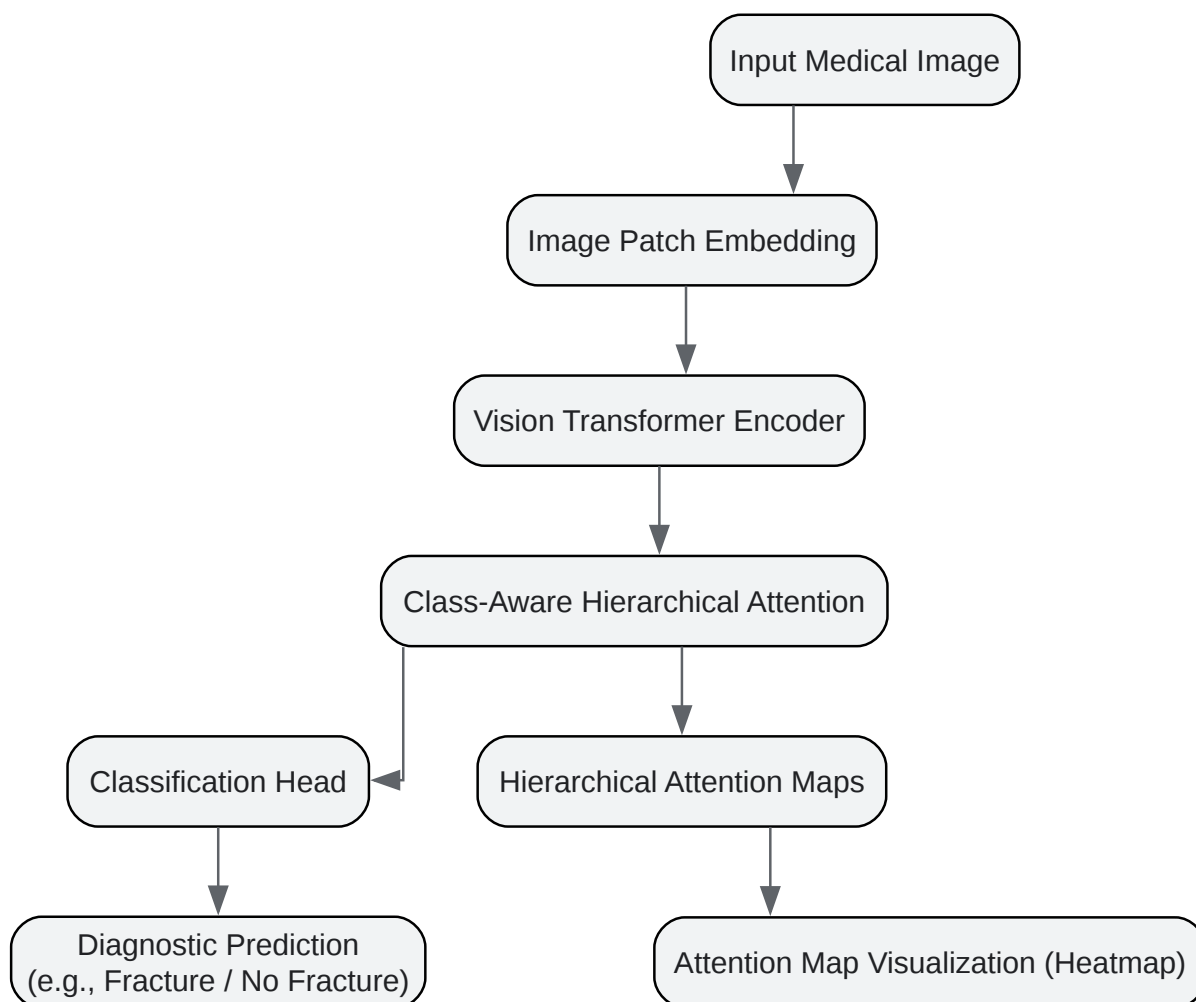 Input Medical Image
Image Patch Embedding
Vision Transformer Encoder
Class-Aware Hierarchical Attention
Classification Head
Hierarchical Attention Maps
Diagnostic Prediction
(e.g., Fracture / No Fracture)
Attention Map Visualization (Heatmap)